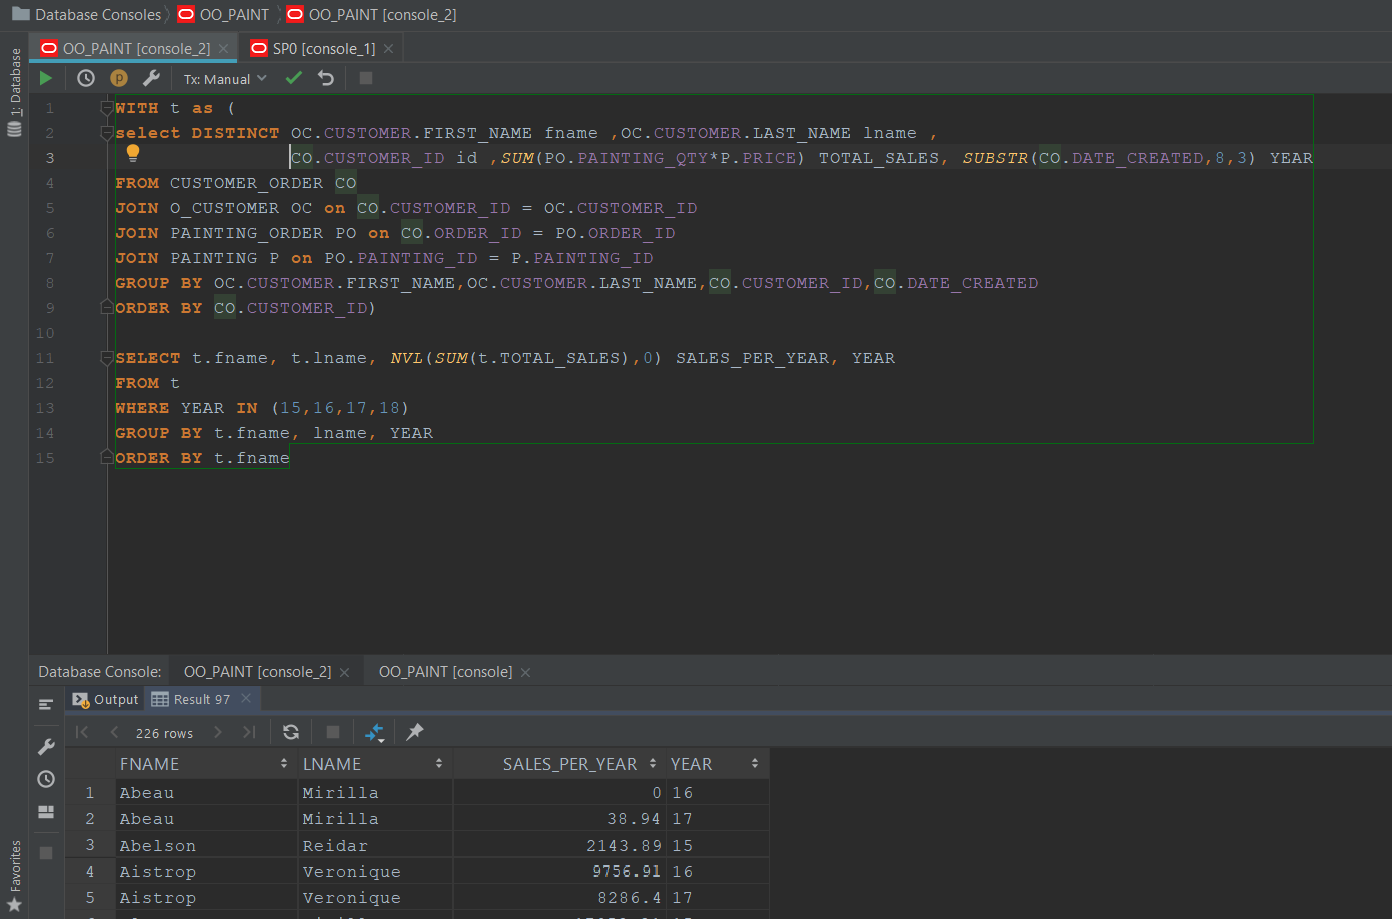 Database Consoles OO_PAINT OO_PAINT [console_2]
OO_PAINT [console_2] SP0 [console_1]
Tx: Manual
1: Database
1 WITH t as (
2 select DISTINCT OC.CUSTOMER.FIRST_NAME fname ,OC.CUSTOMER.LAST_NAME lname ,
3 CO.CUSTOMER_ID id ,SUM(PO.PAINTING_QTY*P.PRICE) TOTAL_SALES, SUBSTR(CO.DATE_CREATED,8,3) YEAR
4 FROM CUSTOMER_ORDER CO
5 JOIN O_CUSTOMER OC on CO.CUSTOMER_ID = OC.CUSTOMER_ID
6 JOIN PAINTING_ORDER PO on CO.ORDER_ID = PO.ORDER_ID
7 JOIN PAINTING P on PO.PAINTING_ID = P.PAINTING_ID
8 GROUP BY OC.CUSTOMER.FIRST_NAME,OC.CUSTOMER.LAST_NAME,CO.CUSTOMER_ID,CO.DATE_CREATED
9 ORDER BY CO.CUSTOMER_ID)
10
11 SELECT t.fname, t.lname, NVL(SUM(t.TOTAL_SALES),0) SALES_PER_YEAR, YEAR
12 FROM t
13 WHERE YEAR IN (15,16,17,18)
14 GROUP BY t.fname, lname, YEAR
15 ORDER BY t.fname
Database Console: OO_PAINT [console_2] OO_PAINT [console]
Output Result 97
226 rows
FNAME LNAME SALES_PER_YEAR YEAR
1 Abeau Mirilla 0 16
2 Abeau Mirilla 38.94 17
3 Abelson Reidar 2143.89 15
4 Aistrop Veronique 9756.91 16
5 Aistrop Veronique 8286.4 17
Favorites